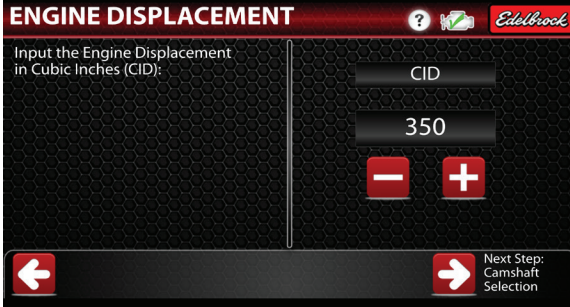 ENGINE DISPLACEMENT
?
Edelbrock
Input the Engine Displacement
in Cubic Inches (CID):
CID
350
Next Step:
Camshaft
Selection